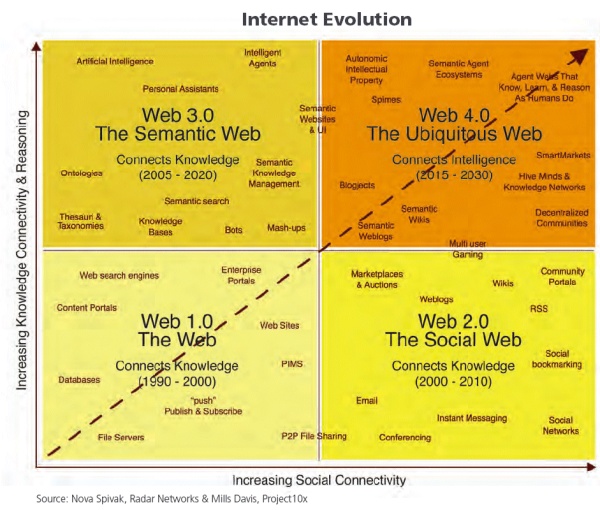 Internet Evolution
Artificial Intelligence
Intelligent
Agents
Personal Assistants
Web 3.0
The Semantic Web
Connects Knowledge
(2005 - 2020)
Semantic
Websites
& UI
Ontologies
Semantic
Knowledge
Management
Semantic search
Thesauri &
Taxonomies
Knowledge
Bases
Bots
Mash-ups
Autonomic
Intellectual
Property
Semantic Agent
Ecosystems
Agent Webs That
Know, Learn, & Reason
As Humans Do
Spimes
Web 4.0
The Ubiquitous Web
Connects Intelligence
(2015 - 2030)
SmartMarkets
Blogjects
Hive Minds &
Knowledge Networks
Semantic
Wikis
Semantic
Weblogs
Decentralized
Communities
Multi user
Gaming
Web search engines
Enterprise
Portals
Content Portals
Web 1.0
The Web
Connects Knowledge
(1990 - 2000)
Web Sites
PIMS
Databases
"push"
Publish & Subscribe
File Servers
P2P File Sharing
Marketplaces
& Auctions
Wikis
Community
Portals
Weblogs
RSS
Web 2.0
The Social Web
Connects Knowledge
(2000 - 2010)
Social
bookmarking
Email
Instant Messaging
Social
Networks
Conferencing
Increasing Knowledge Connectivity & Reasoning
Increasing Social Connectivity
Source: Nova Spivak, Radar Networks & Mills Davis, Project10x